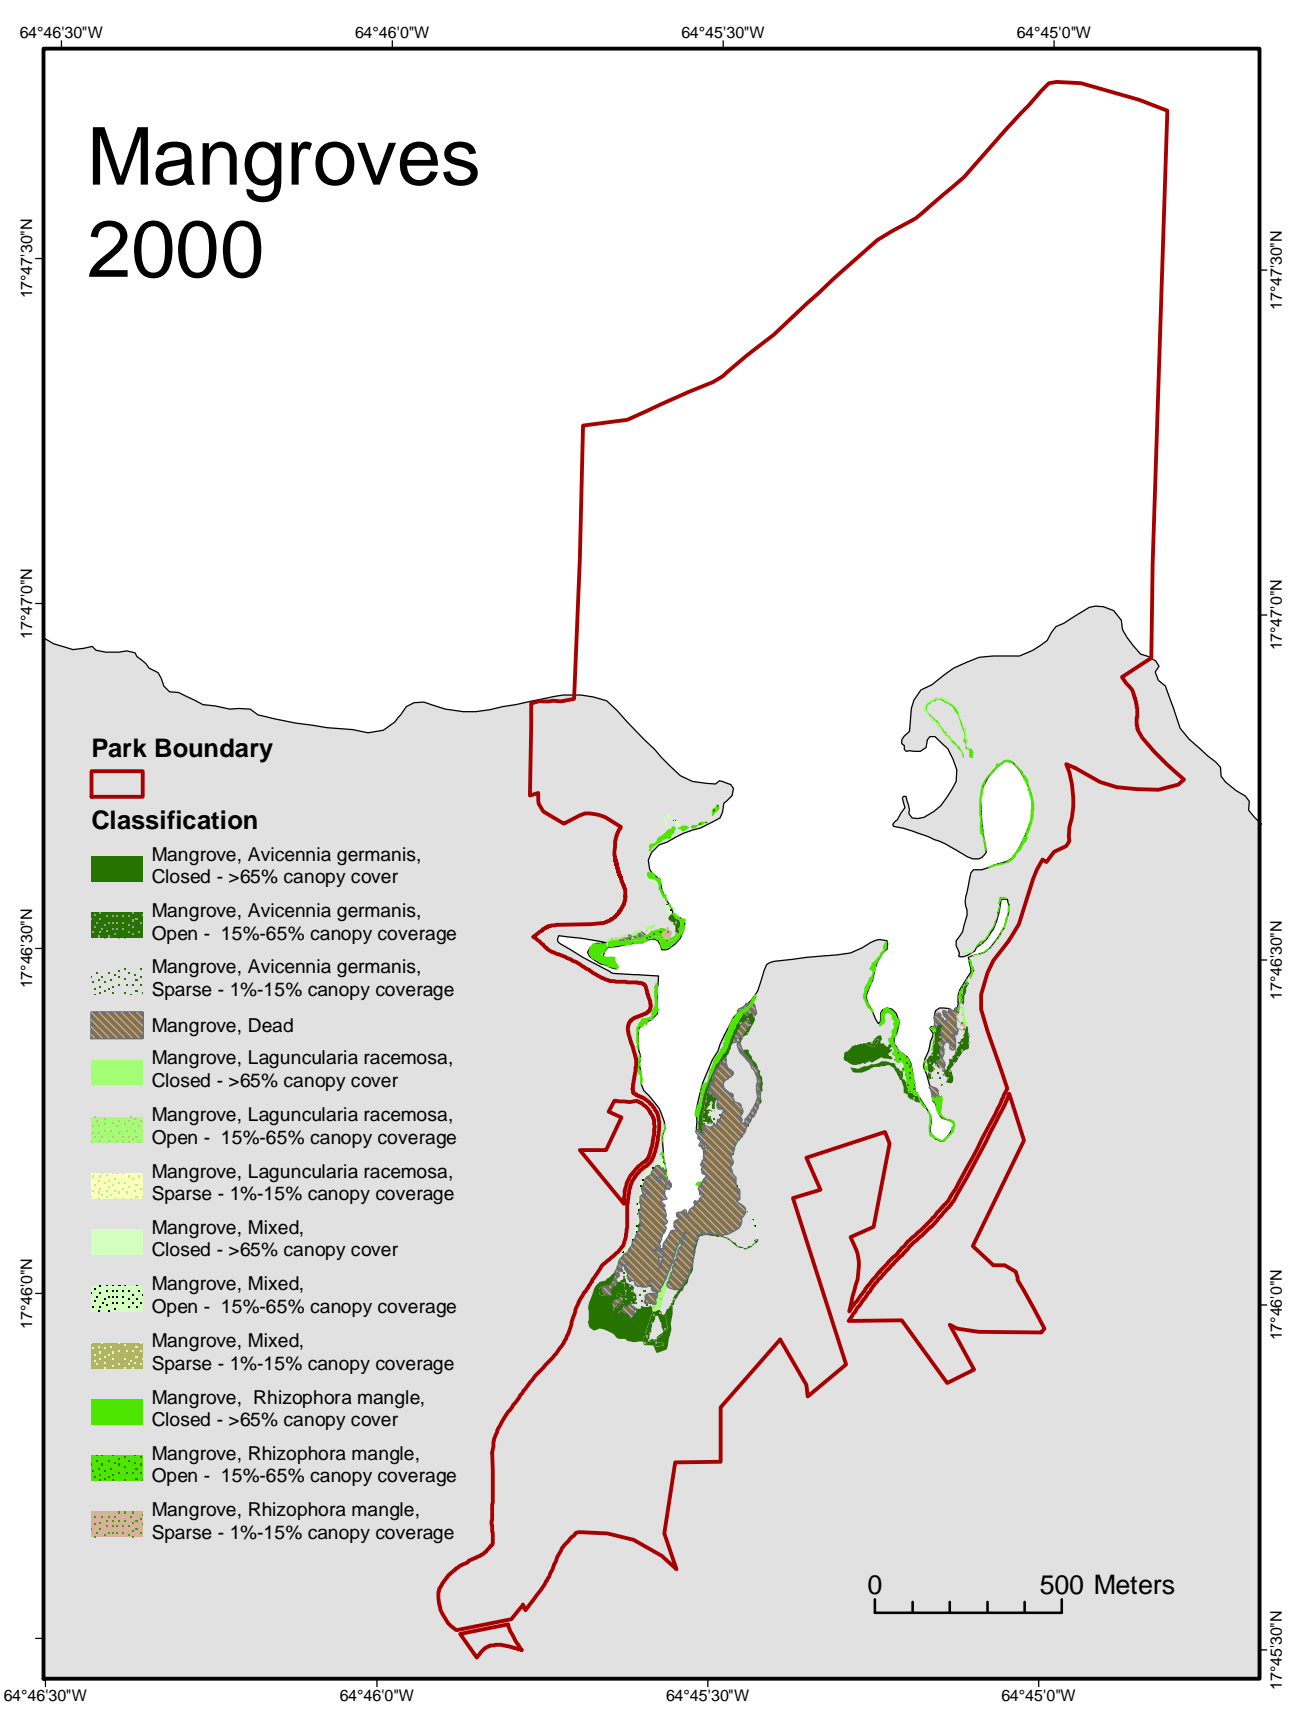 64°46'30"W
64°46'0"W
64°45'30"W
64°45'0"W
Mangroves
2000
17°47'30"N
17°47'30"N
17°47'0"N
17°47'0"N
Park Boundary
Classification
Mangrove, Avicennia germanis,
Closed - >65% canopy cover
Mangrove, Avicennia germanis,
Open -  15%-65% canopy coverage
Mangrove, Avicennia germanis,
Sparse - 1%-15% canopy coverage
Mangrove, Dead
Mangrove, Laguncularia racemosa,
Closed - >65% canopy cover
Mangrove, Laguncularia racemosa,
Open -  15%-65% canopy coverage
Mangrove, Laguncularia racemosa,
Sparse - 1%-15% canopy coverage
Mangrove, Mixed,
Closed - >65% canopy cover
Mangrove, Mixed,
Open -  15%-65% canopy coverage
Mangrove, Mixed,
Sparse - 1%-15% canopy coverage
Mangrove,  Rhizophora mangle,
Closed - >65% canopy cover
Mangrove, Rhizophora mangle,
Open -  15%-65% canopy coverage
Mangrove, Rhizophora mangle,
Sparse - 1%-15% canopy coverage
17°46'30"N
17°46'30"N
17°46'0"N
17°46'0"N
0 500 Meters
17°45'30"N
64°46'30"W
64°46'0"W
64°45'30"W
64°45'0"W